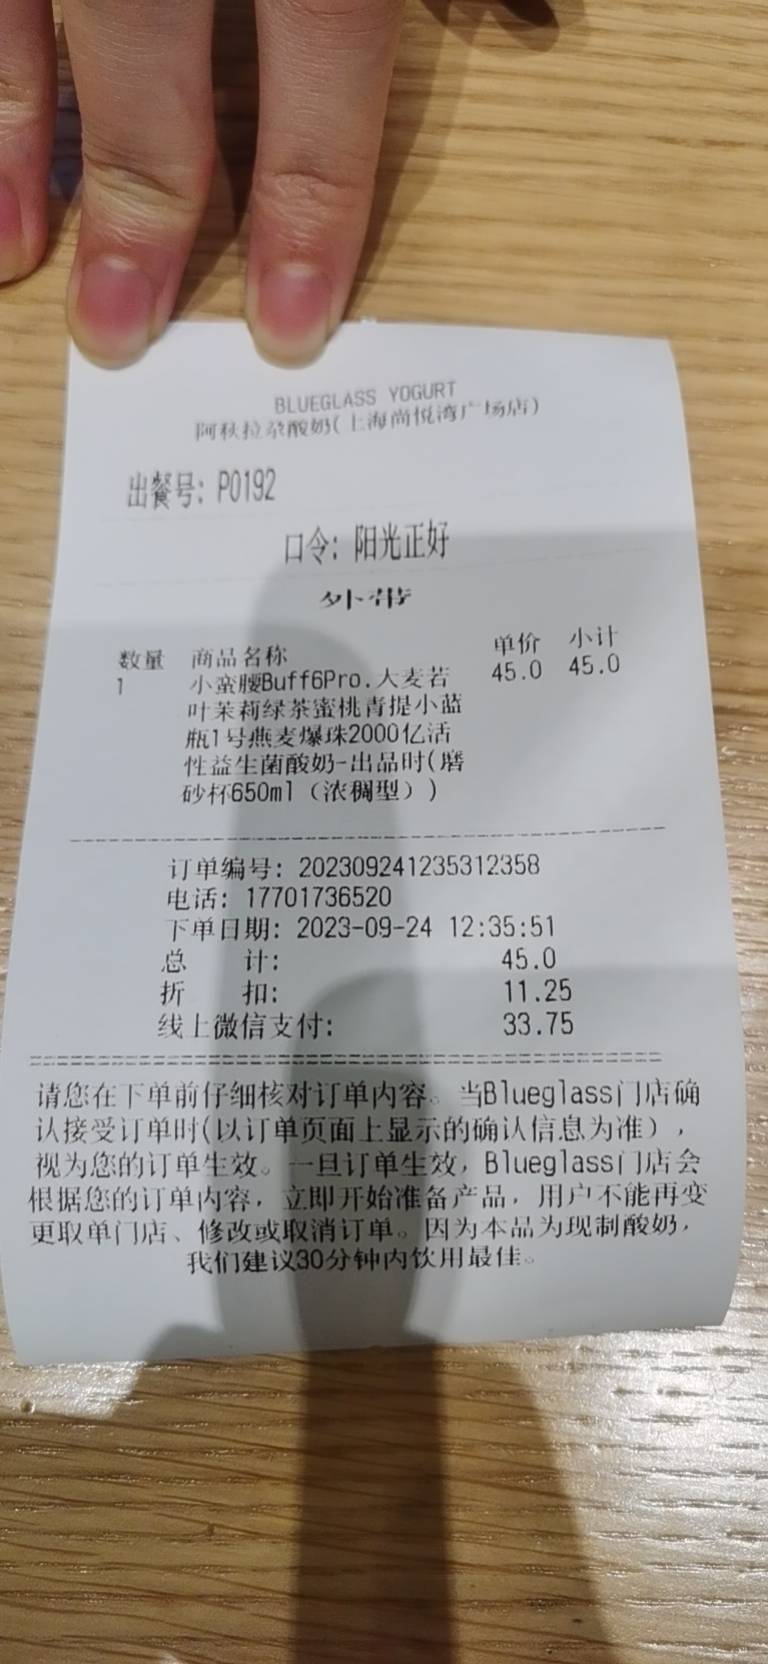 BLUEGLASS YOGURT
阿秋拉尕酸奶(上海尚悦湾广场店)
出餐号: P0192
口令: 阳光正好
外带
数量 商品名称 单价 小计
1 小蛮腰Buff6Pro.大麦若 45.0 45.0
叶茉莉绿茶蜜桃青提小蓝
瓶1号燕麦爆珠2000亿活
性益生菌酸奶-出品时(磨
砂杯650ml（浓稠型）)
订单编号: 202309241235312358
电话: 17701736520
下单日期: 2023-09-24 12:35:51
总 计: 45.0
折 扣: 11.25
线上微信支付: 33.75
请您在下单前仔细核对订单内容。当Blueglass门店确
认接受订单时(以订单页面上显示的确认信息为准)，
视为您的订单生效。一旦订单生效，Blueglass门店会
根据您的订单内容，立即开始准备产品，用户不能再变
更取单门店、修改或取消订单。因为本品为现制酸奶，
我们建议30分钟内饮用最佳。